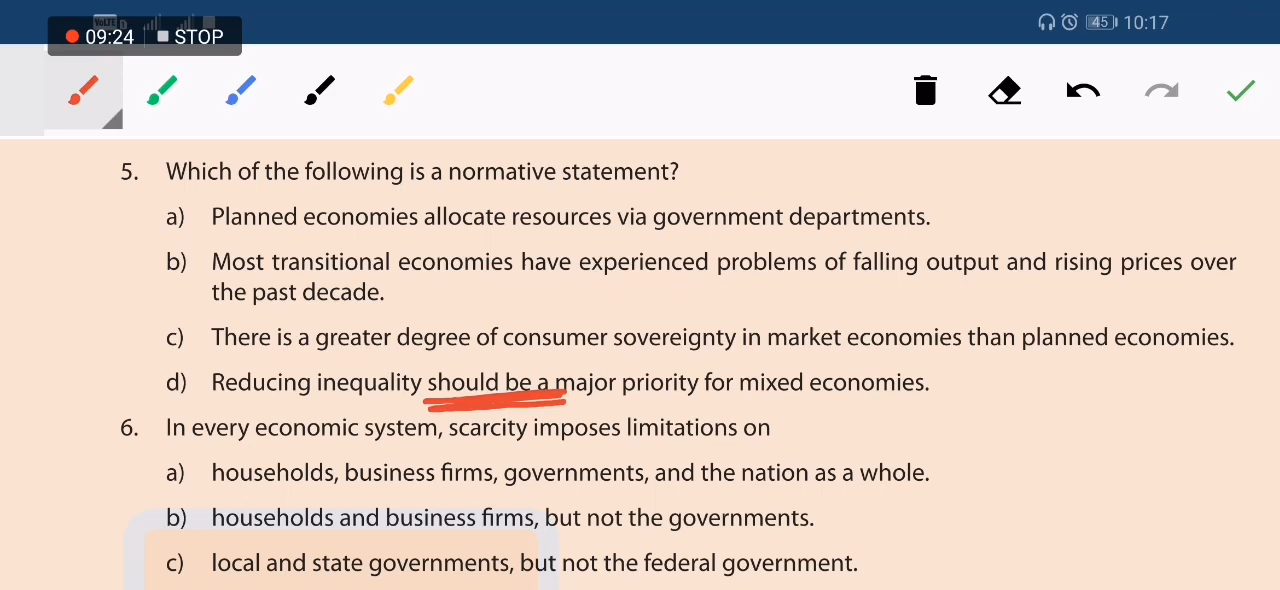 VoLTE
45 10:17
09:24 STOP
5. Which of the following is a normative statement?
a) Planned economies allocate resources via government departments.
b) Most transitional economies have experienced problems of falling output and rising prices over
the past decade.
c) There is a greater degree of consumer sovereignty in market economies than planned economies.
d) Reducing inequality should be a major priority for mixed economies.
6. In every economic system, scarcity imposes limitations on
a) households, business firms, governments, and the nation as a whole.
b) households and business firms, but not the governments.
c) local and state governments, but not the federal government.